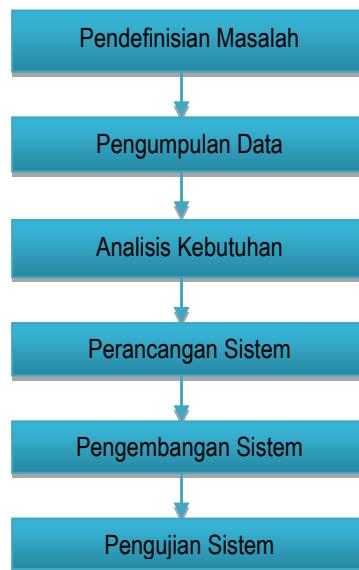 Pendefinisian Masalah
Pengumpulan Data
Analisis Kebutuhan
Perancangan Sistem
Pengembangan Sistem
Pengujian Sistem